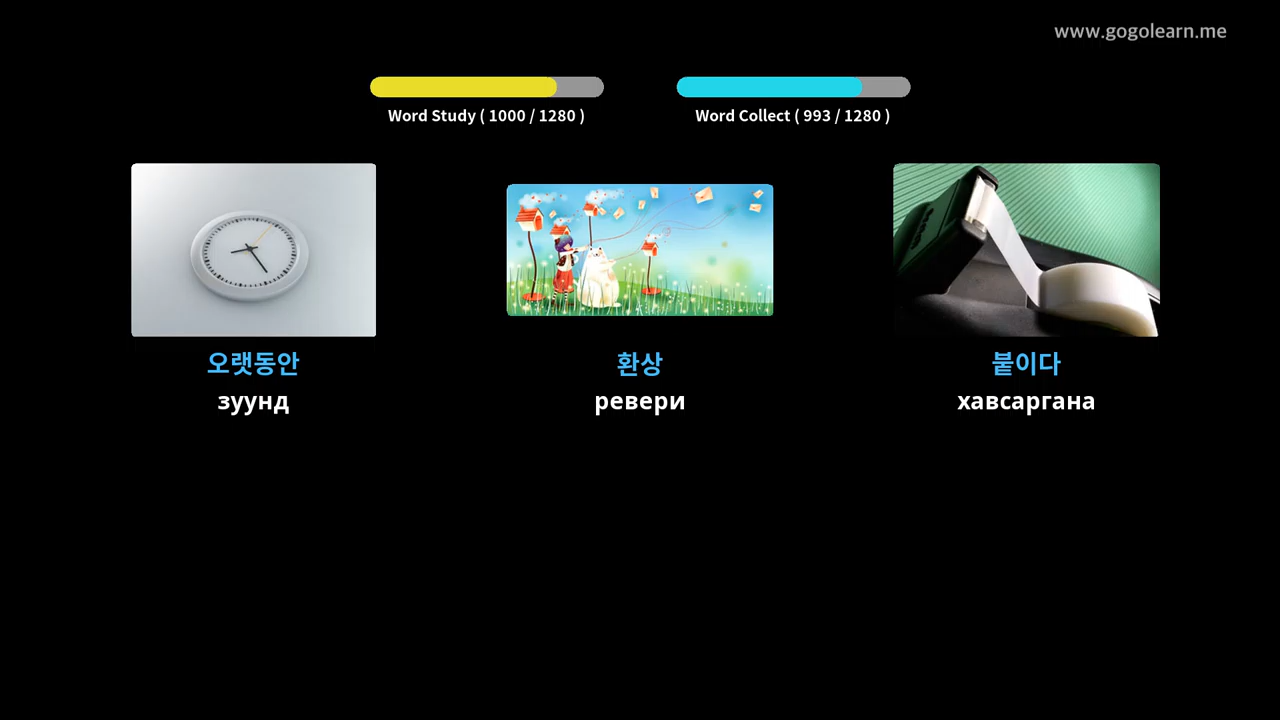 www.gogolearn.me
Word Study ( 1000 / 1280 )
Word Collect ( 993 / 1280 )
오랫동안
зуунд
환상
ревери
붙이다
хавсаргана